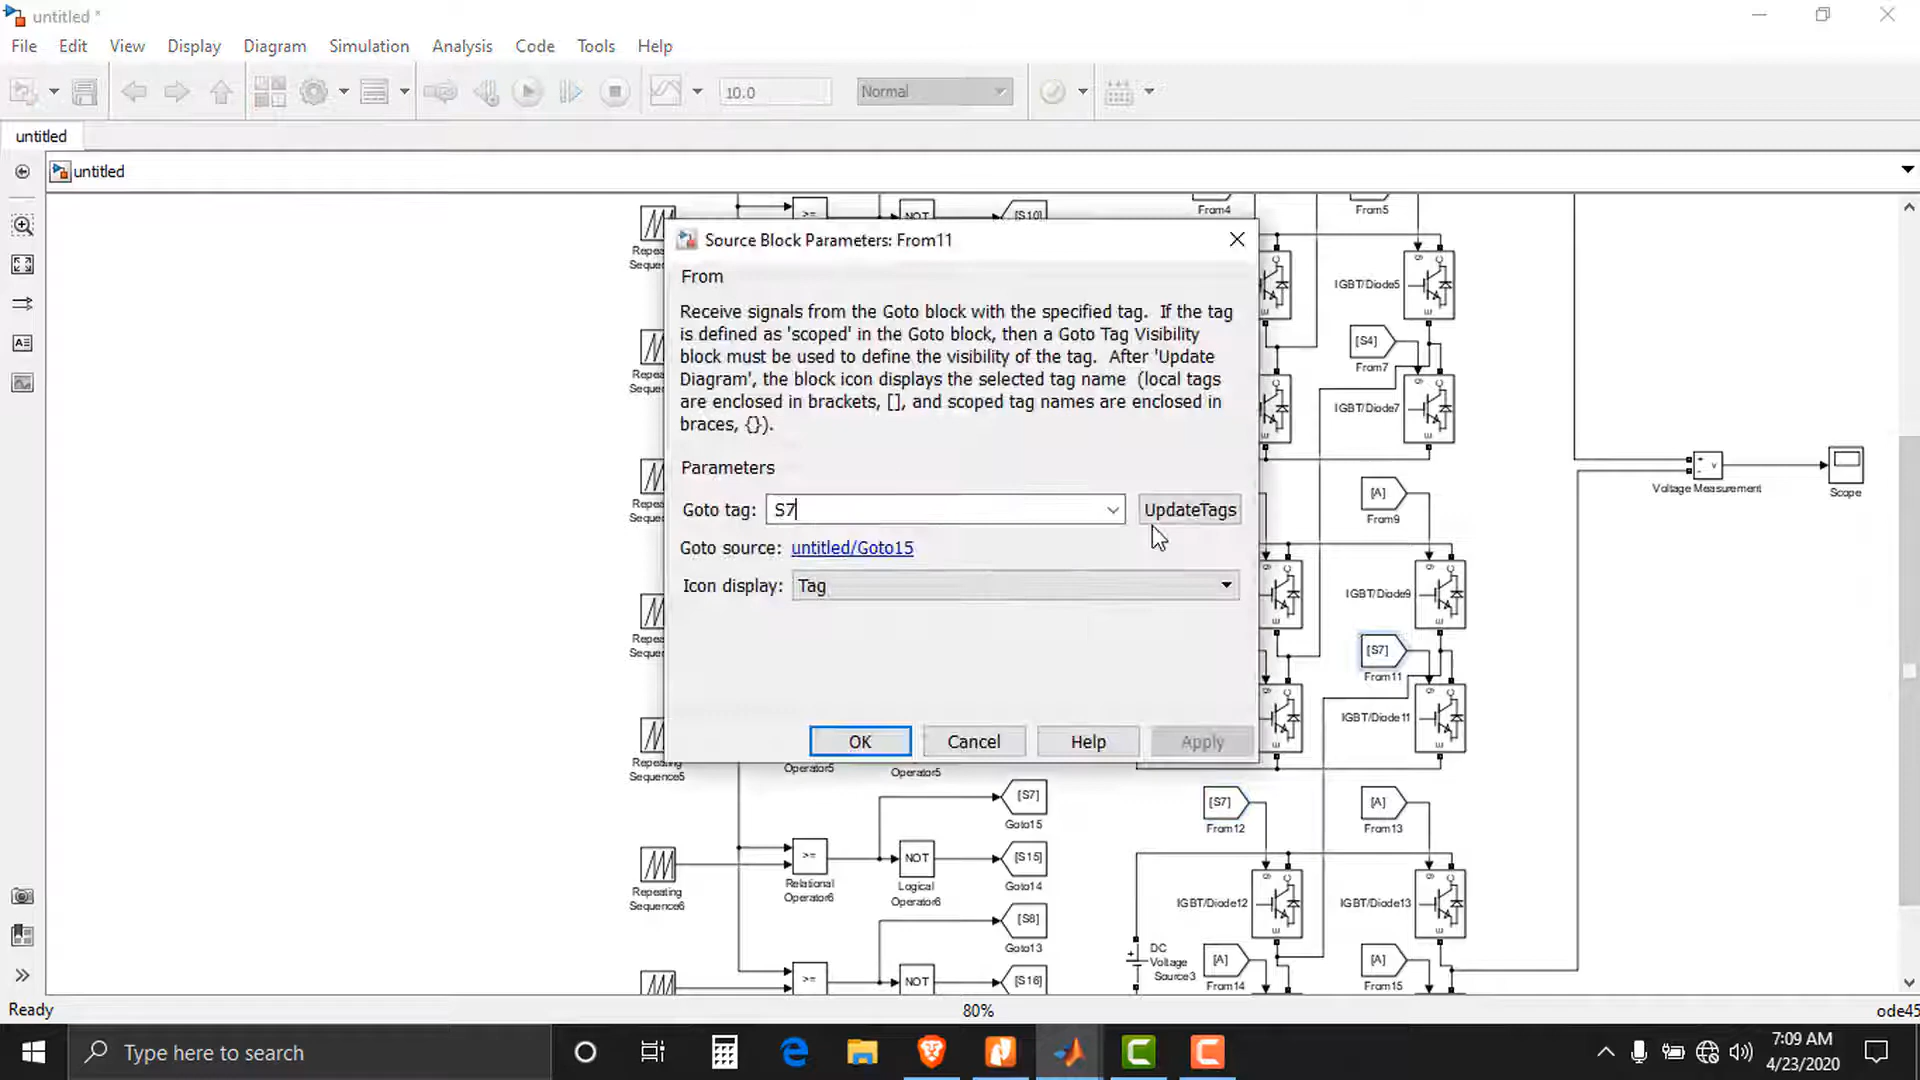 untitled *
File Edit View Display Diagram Simulation Analysis Code Tools Help
10.0 Normal
untitled
untitled
Source Block Parameters: From11
From
Receive signals from the Goto block with the specified tag. If the tag
is defined as 'scoped' in the Goto block, then a Goto Tag Visibility
block must be used to define the visibility of the tag. After 'Update
Diagram', the block icon displays the selected tag name (local tags
are enclosed in brackets, [], and scoped tag names are enclosed in
braces, {}).
Parameters
Goto tag: S7 UpdateTags
Goto source: untitled/Goto15
Icon display: Tag
OK Cancel Help Apply
>= NOT [S10]
From4 From5
IGBT/Diode5
[S4]
From7
IGBT/Diode7
Voltage Measurement
Scope
[A]
From9
IGBT/Diode9
[S7]
From11
IGBT/Diode11
Repeating
Sequence5
Operator5
Operator5
[S7]
Goto15
[S7]
From12
[A]
From13
>=
NOT
[S15]
Repeating
Sequence6
Relational
Operator6
Logical
Operator6
Goto14
IGBT/Diode12
IGBT/Diode13
[S8]
Goto13
DC
Voltage
Source3
[A]
From14
[A]
From15
>=
NOT
[S16]
Ready 80% ode45
Type here to search
7:09 AM
4/23/2020